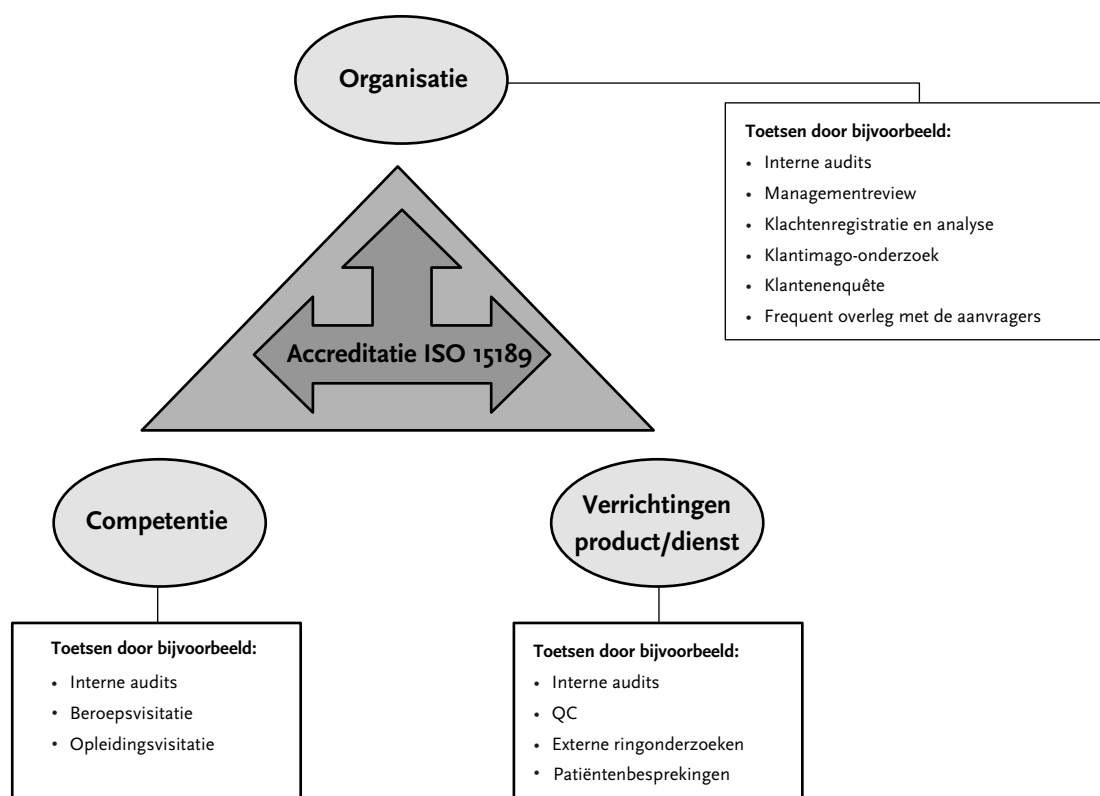 Organisatie
Toetsen door bijvoorbeeld:
• Interne audits
• Managementreview
• Klachtenregistratie en analyse
• Klantimago-onderzoek
• Klantenenquête
• Frequent overleg met de aanvragers
Accreditatie ISO 15189
Competentie
Toetsen door bijvoorbeeld:
• Interne audits
• Beroepsvisitatie
• Opleidingsvisitatie
Verrichtingen
product/dienst
Toetsen door bijvoorbeeld:
• Interne audits
• QC
• Externe ringonderzoeken
• Patiëntenbesprekingen